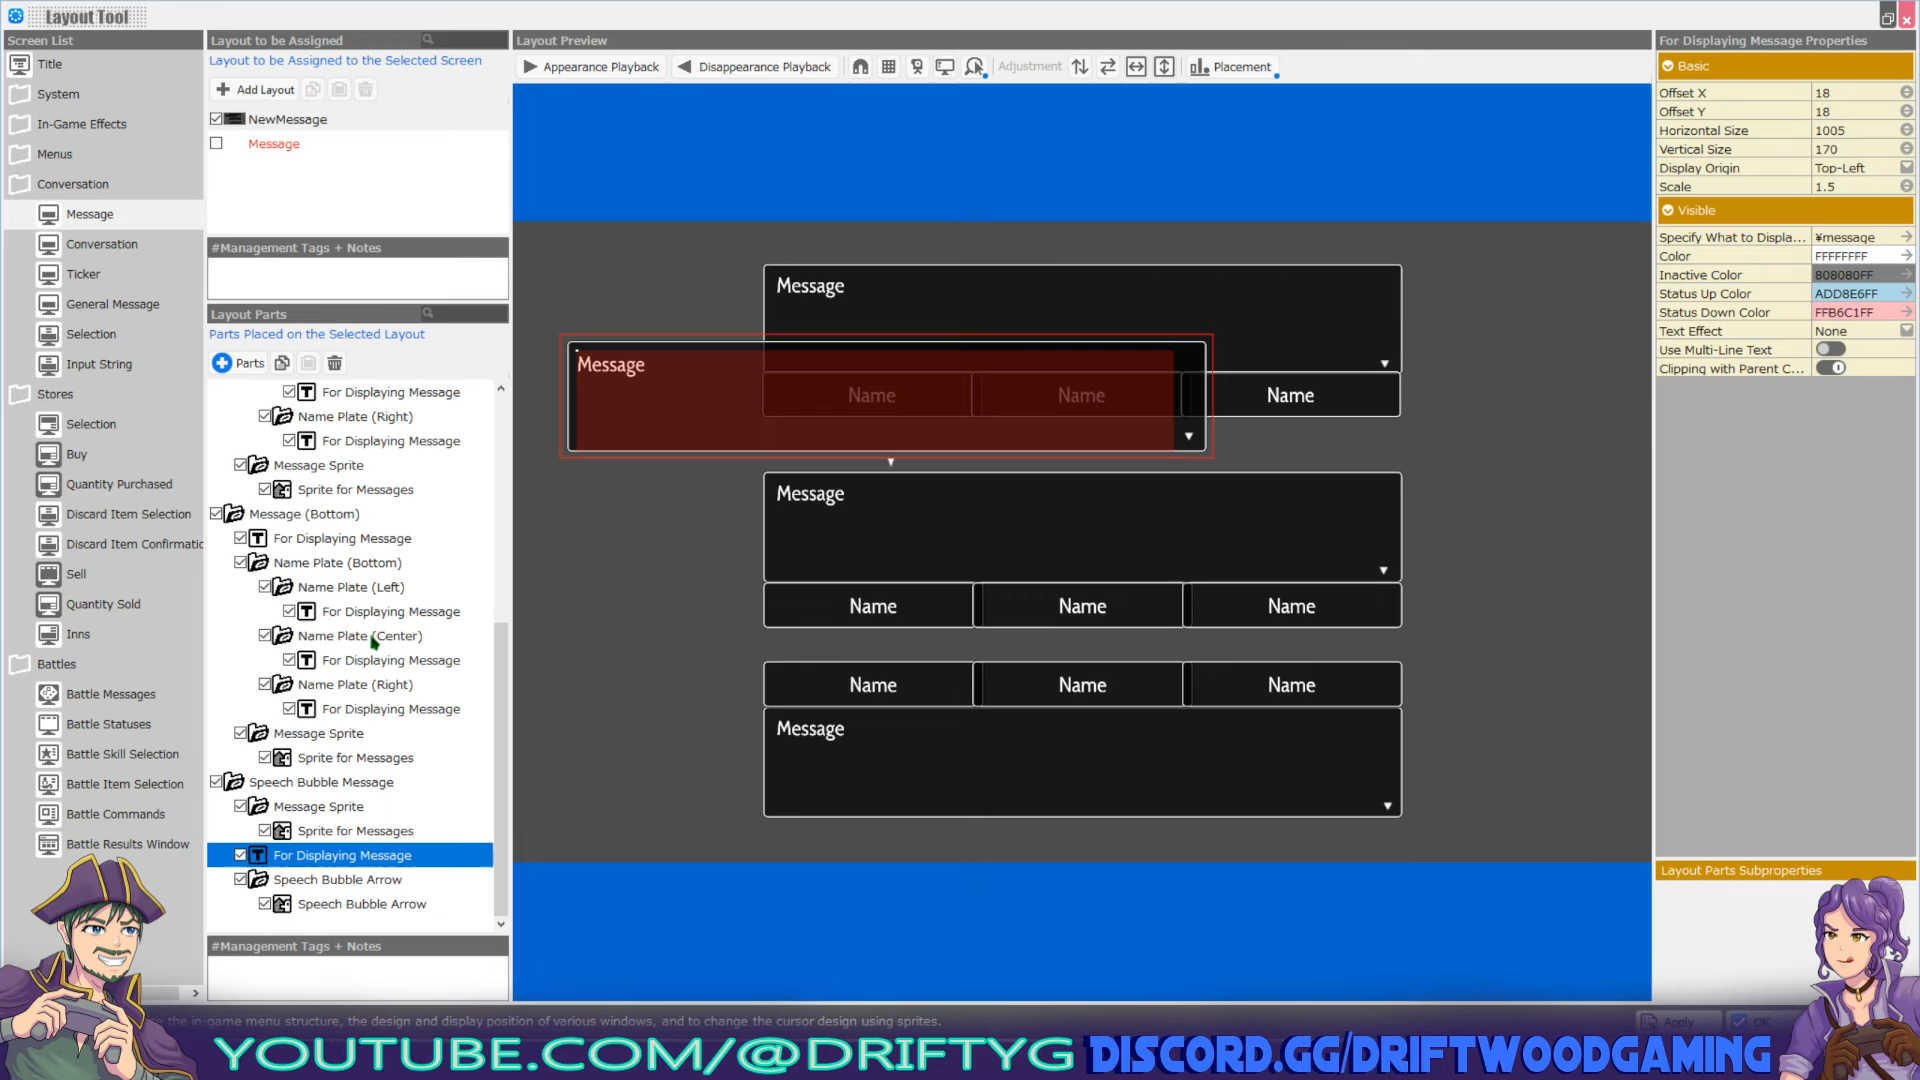 Layout Tool
Screen List
Title
System
In-Game Effects
Menus
Conversation
Message
Conversation
Ticker
General Message
Selection
Input String
Stores
Selection
Buy
Quantity Purchased
Discard Item Selection
Discard Item Confirmatic
Sell
Quantity Sold
Inns
Battles
Battle Messages
Battle Statuses
Battle Skill Selection
Battle Item Selection
Battle Commands
Battle Results Window
Layout to be Assigned
Layout to be Assigned to the Selected Screen
Add Layout
NewMessage
Message
#Management Tags + Notes
Layout Parts
Parts Placed on the Selected Layout
Parts
For Displaying Message
Name Plate (Right)
For Displaying Message
Message Sprite
Sprite for Messages
Message (Bottom)
For Displaying Message
Name Plate (Bottom)
Name Plate (Left)
For Displaying Message
Name Plate (Center)
For Displaying Message
Name Plate (Right)
For Displaying Message
Message Sprite
Sprite for Messages
Speech Bubble Message
Message Sprite
Sprite for Messages
For Displaying Message
Speech Bubble Arrow
Speech Bubble Arrow
#Management Tags + Notes
Layout Preview
Appearance Playback
Disappearance Playback
Adjustment
Placement
Message
Message
Name Name Name
Message
Name Name Name
Name Name Name
Message
For Displaying Message Properties
Basic
Offset X 18
Offset Y 18
Horizontal Size 1005
Vertical Size 170
Display Origin Top-Left
Scale 1.5
Visible
Specify What to Displa... ¥message
Color FFFFFFFF
Inactive Color 808080FF
Status Up Color ADD8E6FF
Status Down Color FFB6C1FF
Text Effect None
Use Multi-Line Text
Clipping with Parent C...
Layout Parts Subproperties
the in-game menu structure, the design and display position of various windows, and to change the cursor design using sprites.
Apply OK
YOUTUBE.COM/@DRIFTYG DISCORD.GG/DRIFTWOODGAMING